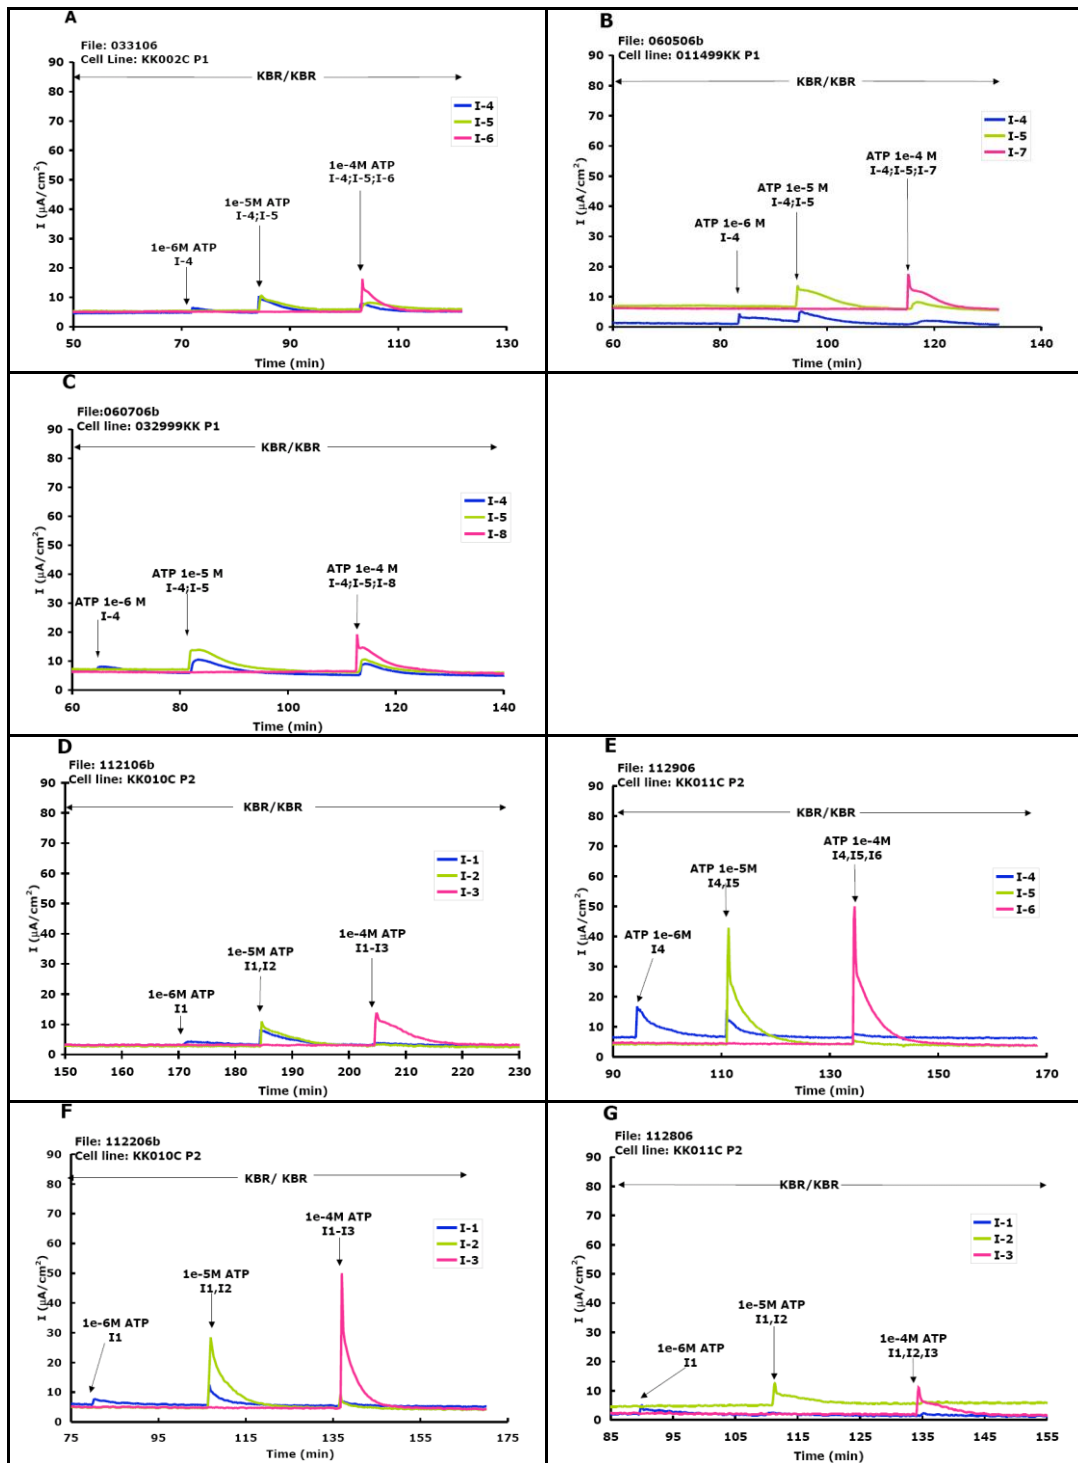 A
File: 033106
Cell Line: KK002C P1
90
80
70
60
50
40
30
20
10
0
I (µA/cm²)
KBR/KBR
I-4
I-5
I-6
1e-6M ATP
I-4
1e-5M ATP
I-4;I-5
1e-4M ATP
I-4;I-5;I-6
50 70 90 110 130
Time (min)
B
File: 060506b
Cell line: 011499KK P1
90
80
70
60
50
40
30
20
10
0
I (µA/cm²)
KBR/KBR
I-4
I-5
I-7
ATP 1e-6 M
I-4
ATP 1e-5 M
I-4;I-5
ATP 1e-4 M
I-4;I-5;I-7
60 80 100 120 140
Time (min)
C
File:060706b
Cell line: 032999KK P1
90
80
70
60
50
40
30
20
10
0
I (µA/cm²)
KBR/KBR
I-4
I-5
I-8
ATP 1e-6 M
I-4
ATP 1e-5 M
I-4;I-5
ATP 1e-4 M
I-4;I-5;I-8
60 80 100 120 140
Time (min)
D
File: 112106b
Cell line: KK010C P2
90
80
70
60
50
40
30
20
10
0
I (µA/cm²)
KBR/KBR
I-1
I-2
I-3
1e-6M ATP
I1
1e-5M ATP
I1,I2
1e-4M ATP
I1-I3
150 160 170 180 190 200 210 220 230
Time (min)
E
File: 112906
Cell line: KK011C P2
90
80
70
60
50
40
30
20
10
0
I (µA/cm²)
KBR/KBR
I-4
I-5
I-6
ATP 1e-6M
I4
ATP 1e-5M
I4,I5
ATP 1e-4M
I4,I5,I6
90 110 130 150 170
Time (min)
F
File: 112206b
Cell line: KK010C P2
90
80
70
60
50
40
30
20
10
0
I (µA/cm²)
KBR/ KBR
I-1
I-2
I-3
1e-6M ATP
I1
1e-5M ATP
I1,I2
1e-4M ATP
I1-I3
75 95 115 135 155 175
Time (min)
G
File: 112806
Cell line: KK011C P2
90
80
70
60
50
40
30
20
10
0
I (µA/cm²)
KBR/KBR
I-1
I-2
I-3
1e-6M ATP
I1
1e-5M ATP
I1,I2
1e-4M ATP
I1,I2,I3
85 95 105 115 125 135 145 155
Time (min)